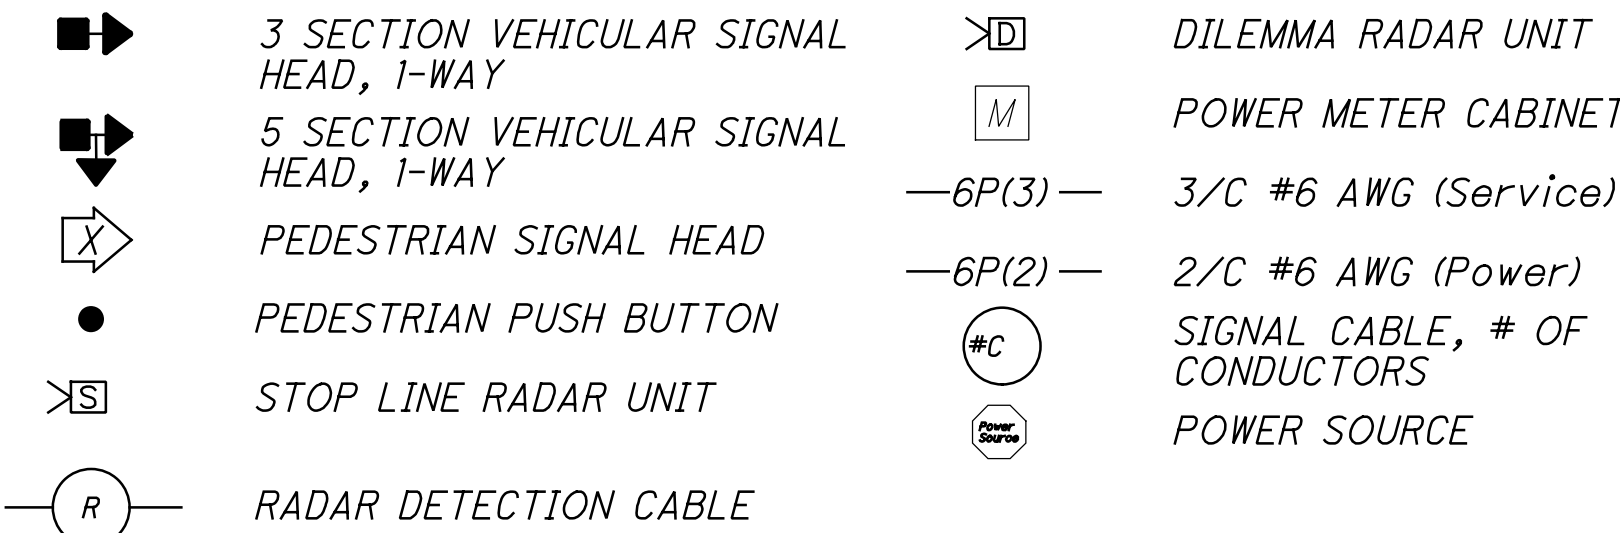 3 SECTION VEHICULAR SIGNAL
HEAD, 1-WAY
5 SECTION VEHICULAR SIGNAL
HEAD, 1-WAY
X PEDESTRIAN SIGNAL HEAD
PEDESTRIAN PUSH BUTTON
S STOP LINE RADAR UNIT
R RADAR DETECTION CABLE
D DILEMMA RADAR UNIT
M POWER METER CABINET
6P(3) 3/C #6 AWG (Service)
6P(2) 2/C #6 AWG (Power)
#C SIGNAL CABLE, # OF
CONDUCTORS
Power
Source
POWER SOURCE